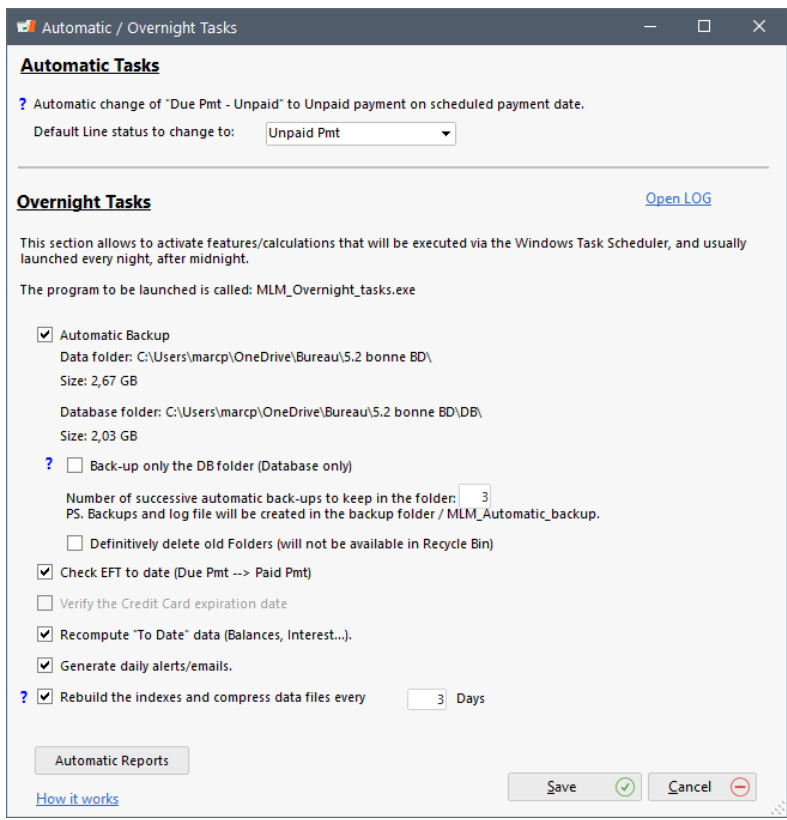 Automatic / Overnight Tasks
Automatic Tasks
? Automatic change of "Due Pmt - Unpaid" to Unpaid payment on scheduled payment date.
Default Line status to change to: Unpaid Pmt
Overnight Tasks
Open LOG
This section allows to activate features/calculations that will be executed via the Windows Task Scheduler, and usually
launched every night, after midnight.
The program to be launched is called: MLM_Overnight_tasks.exe
Automatic Backup
Data folder: C:\Users\marcp\OneDrive\Bureau\5.2 bonne BD\
Size: 2,67 GB
Database folder: C:\Users\marcp\OneDrive\Bureau\5.2 bonne BD\DB\
Size: 2,03 GB
? Back-up only the DB folder (Database only)
Number of successive automatic back-ups to keep in the folder: 3
PS. Backups and log file will be created in the backup folder / MLM_Automatic_backup.
Definitively delete old Folders (will not be available in Recycle Bin)
Check EFT to date (Due Pmt --> Paid Pmt)
Verify the Credit Card expiration date
Recompute "To Date" data (Balances, Interest...).
Generate daily alerts/emails.
? Rebuild the indexes and compress data files every 3 Days
Automatic Reports
Save
Cancel
How it works